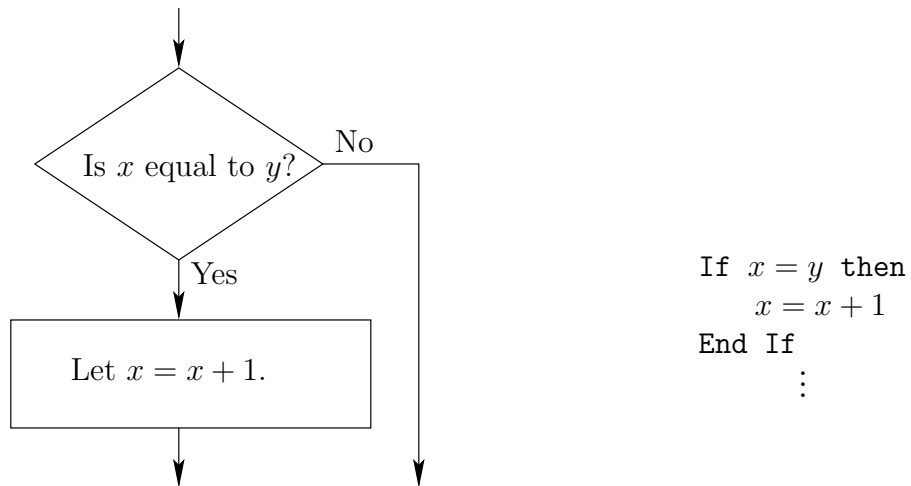 No
Is x equal to y?
Yes
Let x = x + 1.
If x = y then
x = x + 1
End If
⋮